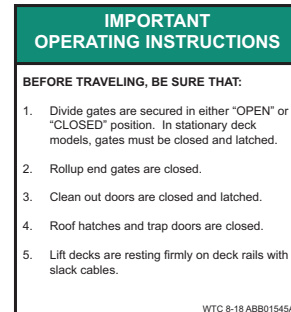 IMPORTANT
OPERATING INSTRUCTIONS
BEFORE TRAVELING, BE SURE THAT:
1. Divide gates are secured in either “OPEN” or
“CLOSED” position. In stationary deck
models, gates must be closed and latched.
2. Rollup end gates are closed.
3. Clean out doors are closed and latched.
4. Roof hatches and trap doors are closed.
5. Lift decks are resting firmly on deck rails with
slack cables.
WTC 8-18 ABB01545A